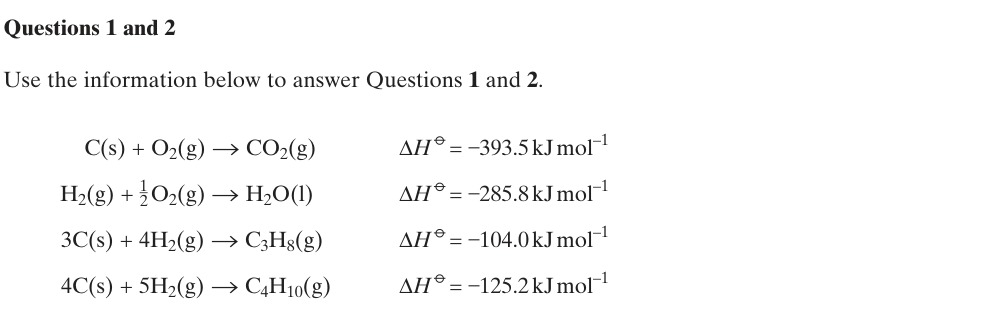 Questions 1 and 2
Use the information below to answer Questions 1 and 2.
C(s) + O₂(g) → CO₂(g) ΔH⦵ = −393.5 kJ mol⁻¹
H₂(g) + ½O₂(g) → H₂O(l) ΔH⦵ = −285.8 kJ mol⁻¹
3C(s) + 4H₂(g) → C₃H₈(g) ΔH⦵ = −104.0 kJ mol⁻¹
4C(s) + 5H₂(g) → C₄H₁₀(g) ΔH⦵ = −125.2 kJ mol⁻¹